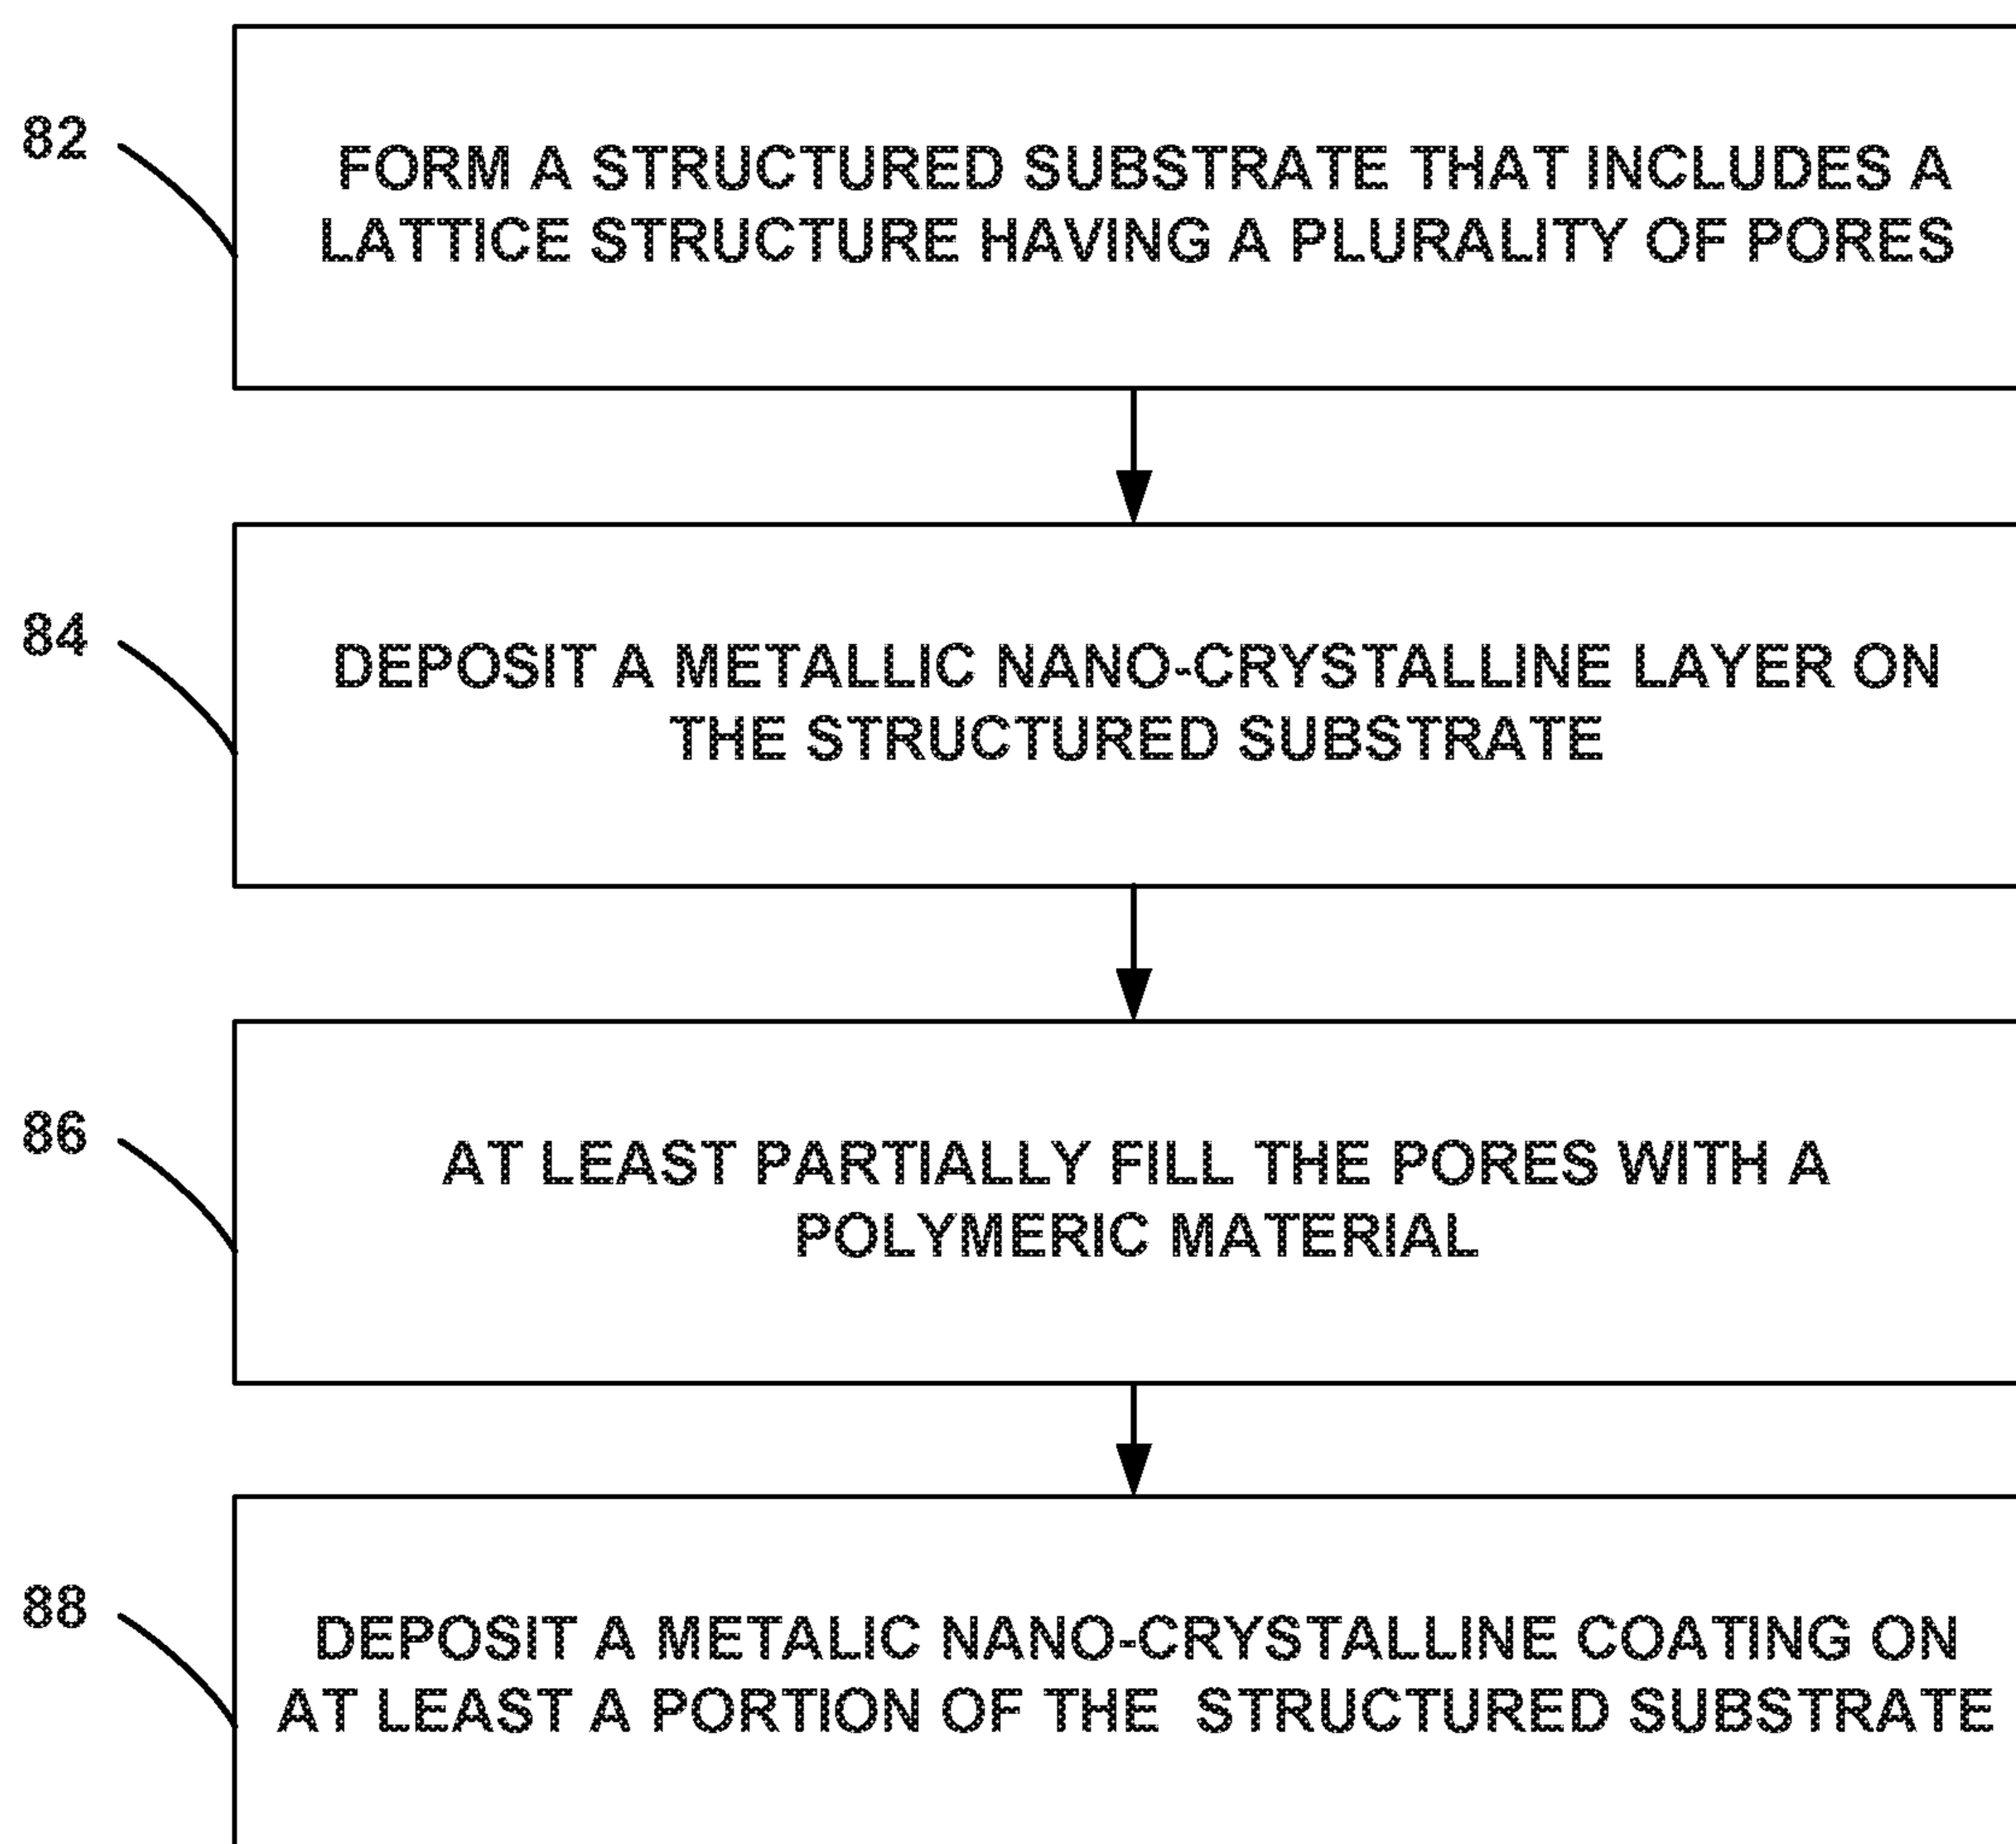 82
FORM A STRUCTURED SUBSTRATE THAT INCLUDES A
LATTICE STRUCTURE HAVING A PLURALITY OF PORES
84
DEPOSIT A METALLIC NANO-CRYSTALLINE LAYER ON
THE STRUCTURED SUBSTRATE
86
AT LEAST PARTIALLY FILL THE PORES WITH A
POLYMERIC MATERIAL
88
DEPOSIT A METALIC NANO-CRYSTALLINE COATING ON
AT LEAST A PORTION OF THE STRUCTURED SUBSTRATE